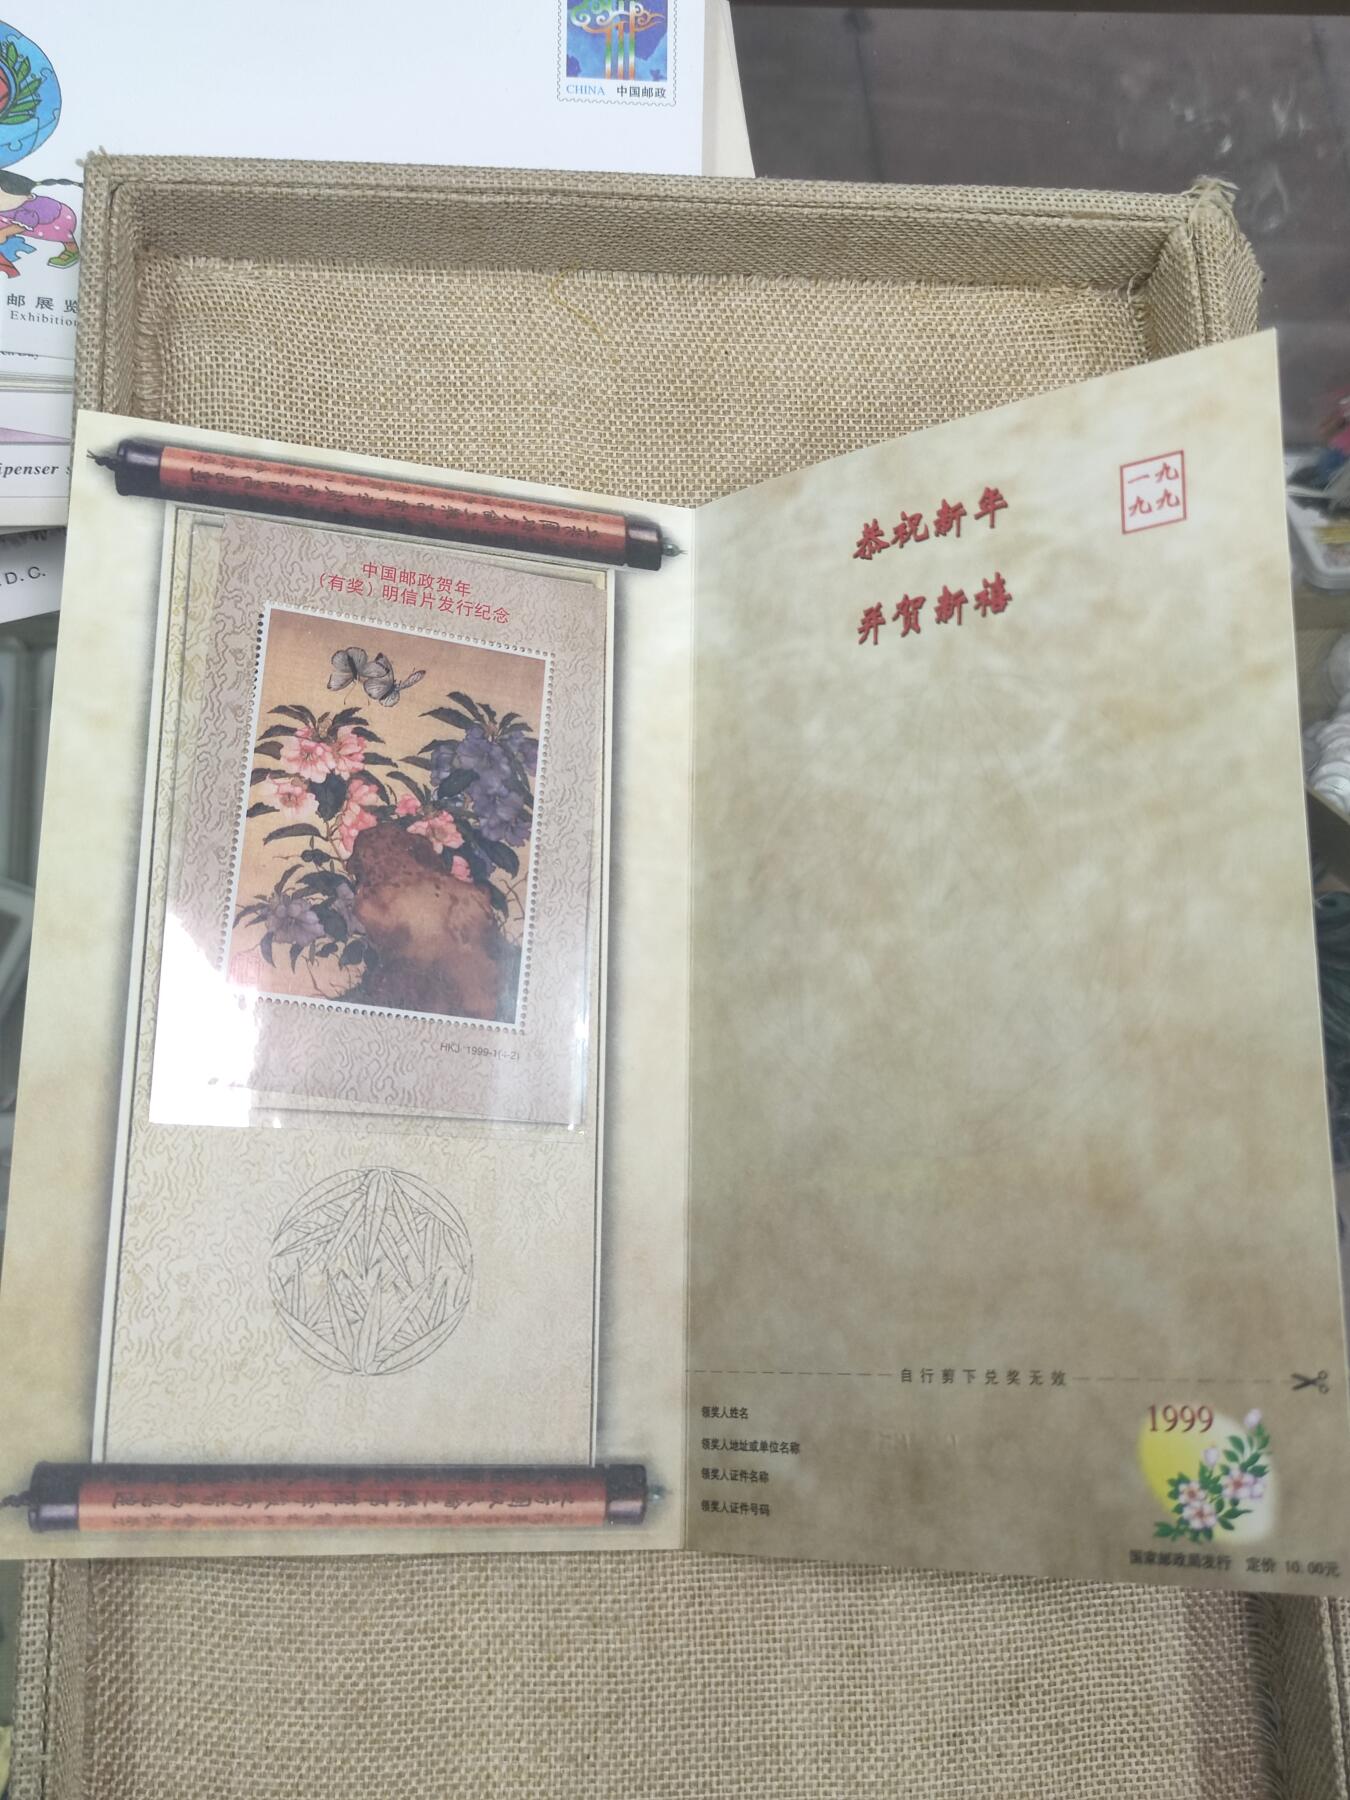 CHINA 中国邮政
邮展览
Exhibition
ipenser
.D.C.
中国邮政贺年
（有奖）明信片发行纪念
HKJ 1999-1(4-2)
恭祝新年
并贺新禧
一九
九九
自行剪下兑奖无效
领奖人姓名
领奖人地址或单位名称
领奖人证件名称
领奖人证件号码
1999
国家邮政局发行 定价 10.00元